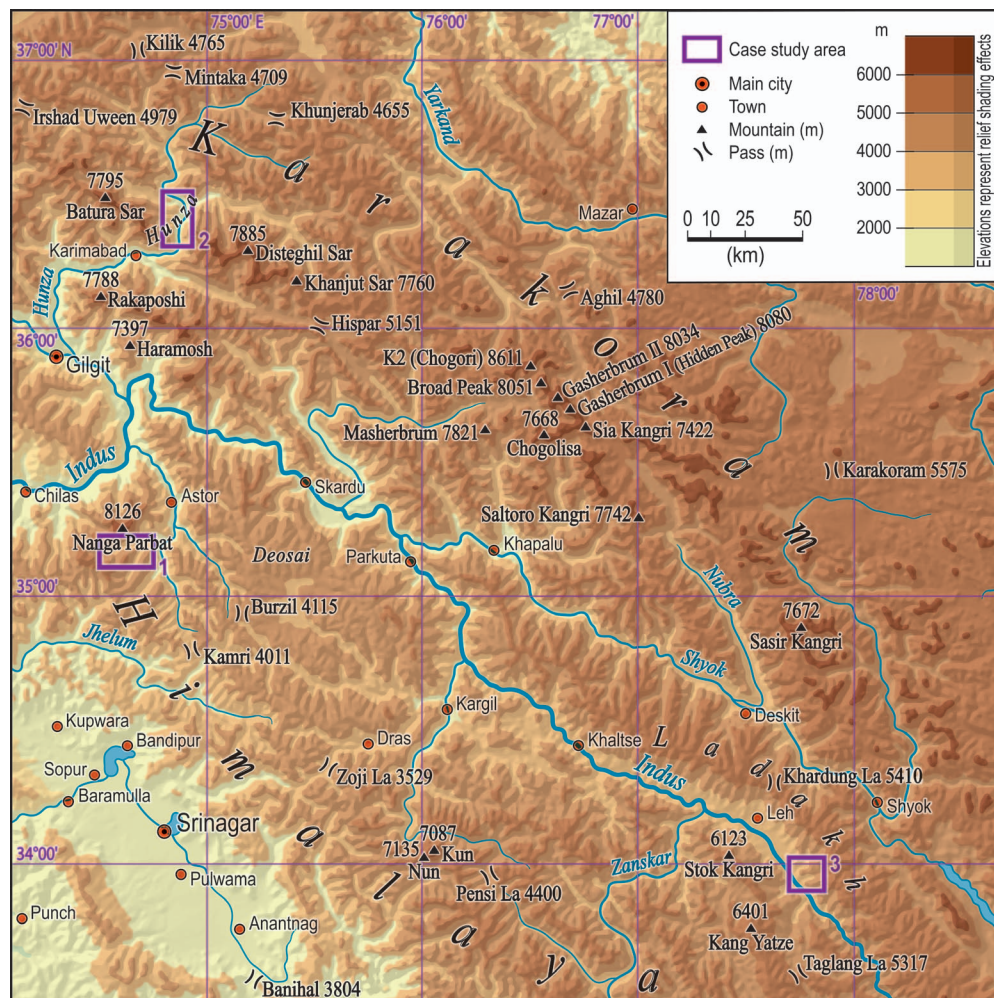 75°00' E
76°00'
77°00'
37°00' N
Kilik 4765
Mintaka 4709
Irshad Uween 4979
Khunjerab 4655
Yarkand
Case study area
Main city
Town
Mountain (m)
Pass (m)
0 10 25 50
(km)
m
6000
5000
4000
3000
2000
Elevations represent relief shading effects
Karakoram
7795
Batura Sar
Hunza
2
Mazar
Karimabad
7885
Disteghil Sar
Khanjut Sar 7760
Hunza
7788
Rakaposhi
Aghil 4780
78°00'
36°00'
7397
Haramosh
Hispar 5151
Gilgit
K2 (Chogori) 8611
Broad Peak 8051
Gasherbrum II 8034
Gasherbrum I (Hidden Peak) 8080
7668
Chogolisa
Sia Kangri 7422
Masherbrum 7821
Karakoram 5575
Indus
Chilas
Astor
Skardu
8126
Nanga Parbat
1
Saltoro Kangri 7742
Deosai
Parkuta
Khapalu
35°00'
Himalaya
Burzil 4115
Nubra
7672
Sasir Kangri
Jhelum
Kamri 4011
Shyok
Kupwara
Bandipur
Sopur
Baramulla
Kargil
Dras
Zoji La 3529
Khaltse
Deskit
Ladakh
Indus
Khardung La 5410
Leh
Shyok
Srinagar
34°00'
7135
Nun
7087
Kun
Zanskar
6123
Stok Kangri
3
Pulwama
Pensi La 4400
Punch
Anantnag
6401
Kang Yatze
Taglang La 5317
Banihal 3804